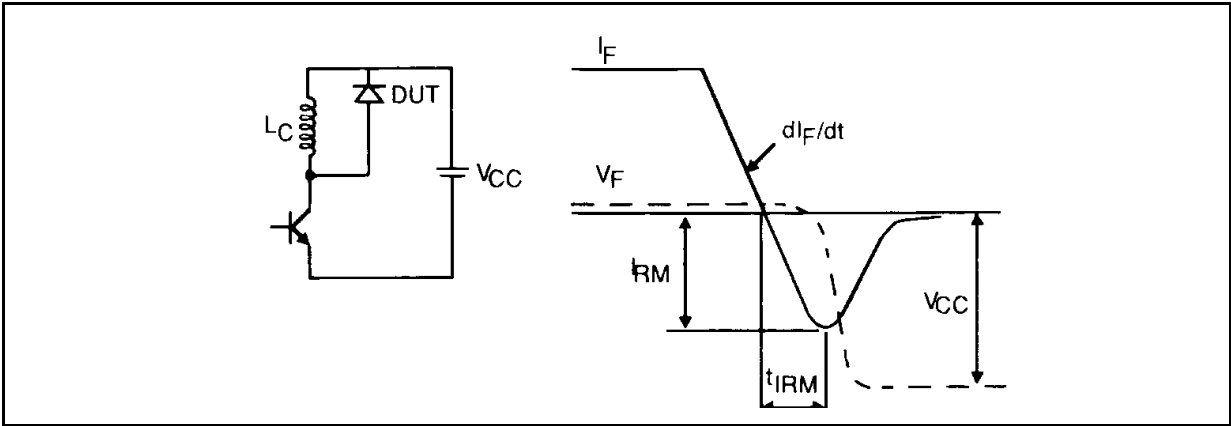 DUT
LC
VCC
IF
dIF/dt
VF
IRM
VCC
tIRM